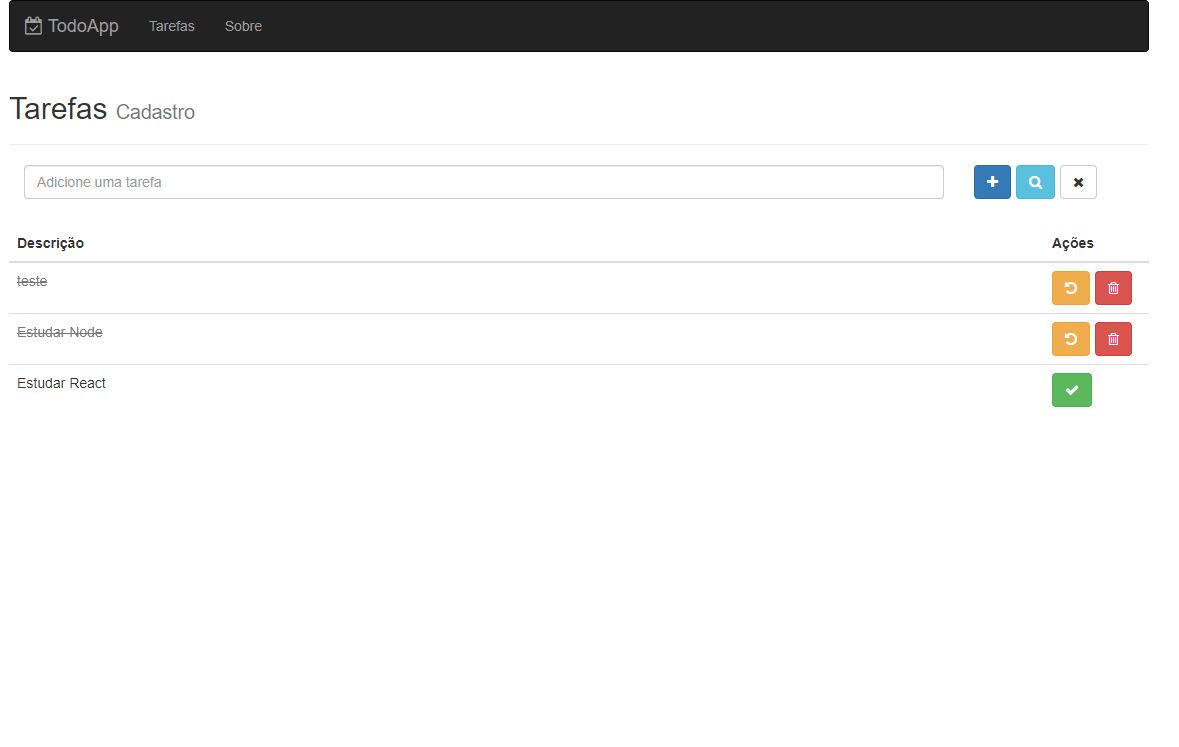 TodoApp Tarefas Sobre
Tarefas Cadastro
Adicione uma tarefa
Descrição Ações
teste
Estudar Node
Estudar React